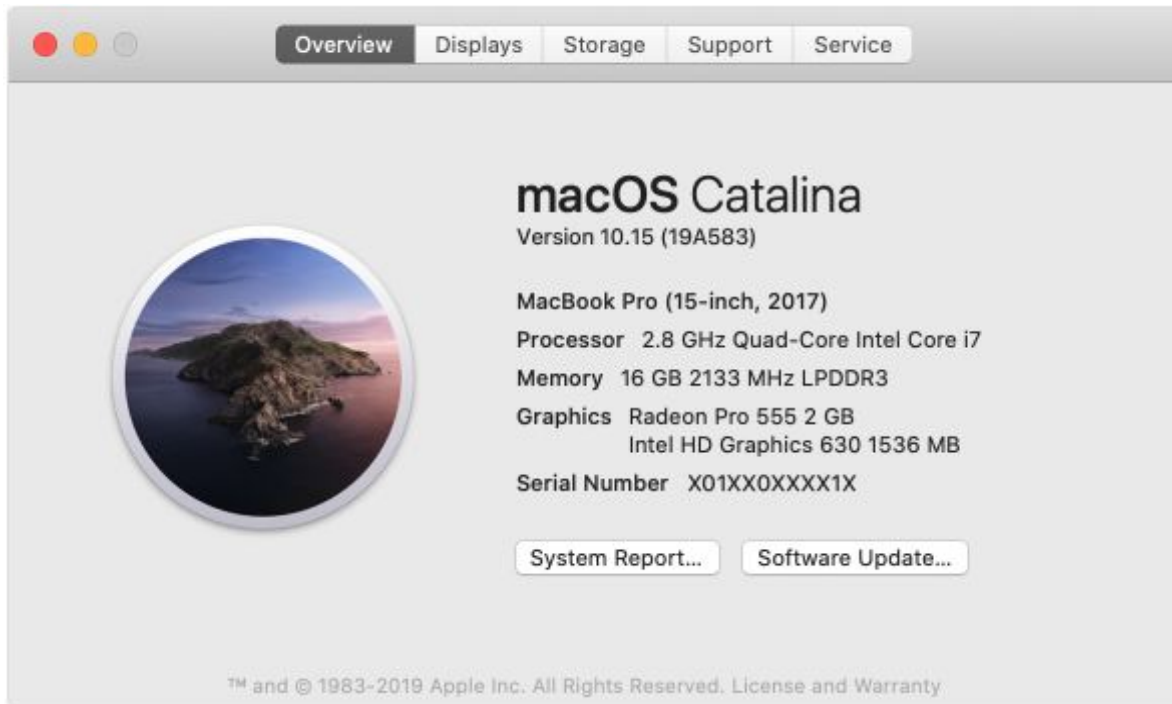 Overview Displays Storage Support Service
macOS Catalina
Version 10.15 (19A583)
MacBook Pro (15-inch, 2017)
Processor 2.8 GHz Quad-Core Intel Core i7
Memory 16 GB 2133 MHz LPDDR3
Graphics Radeon Pro 555 2 GB
Intel HD Graphics 630 1536 MB
Serial Number X01XX0XXXX1X
System Report... Software Update...
™ and © 1983-2019 Apple Inc. All Rights Reserved. License and Warranty